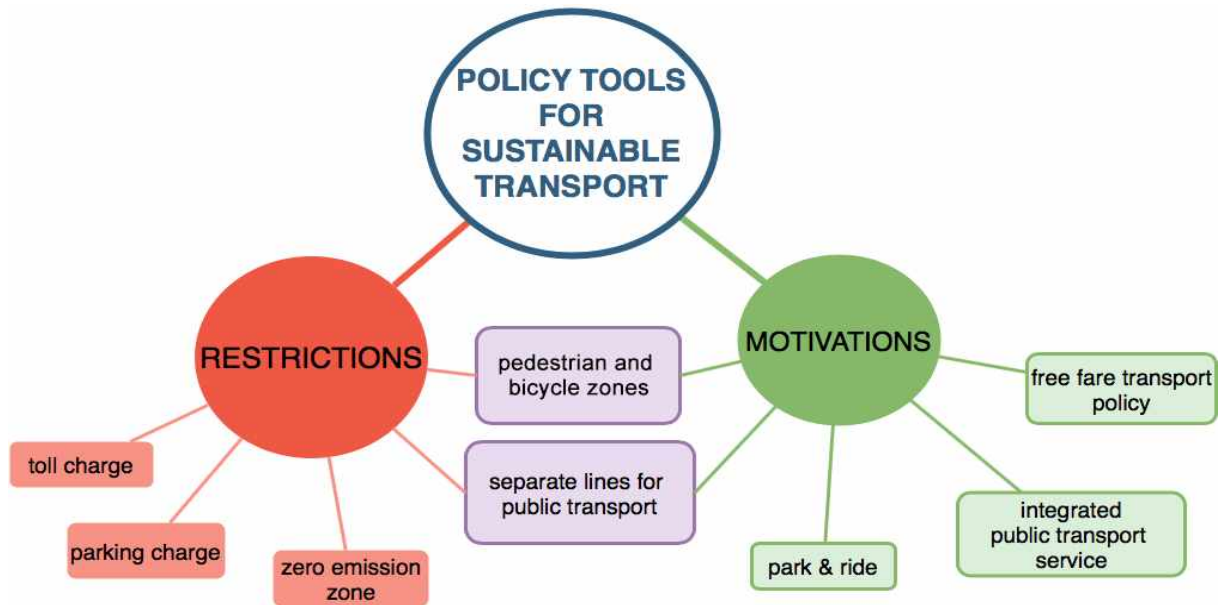 POLICY TOOLS
FOR
SUSTAINABLE
TRANSPORT
RESTRICTIONS
MOTIVATIONS
pedestrian and
bicycle zones
separate lines for
public transport
toll charge
parking charge
zero emission
zone
park & ride
integrated
public transport
service
free fare transport
policy